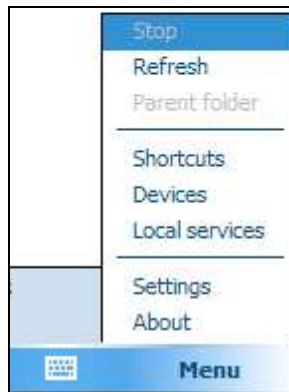 Stop
Refresh
Parent folder
Shortcuts
Devices
Local services
Settings
About
Menu